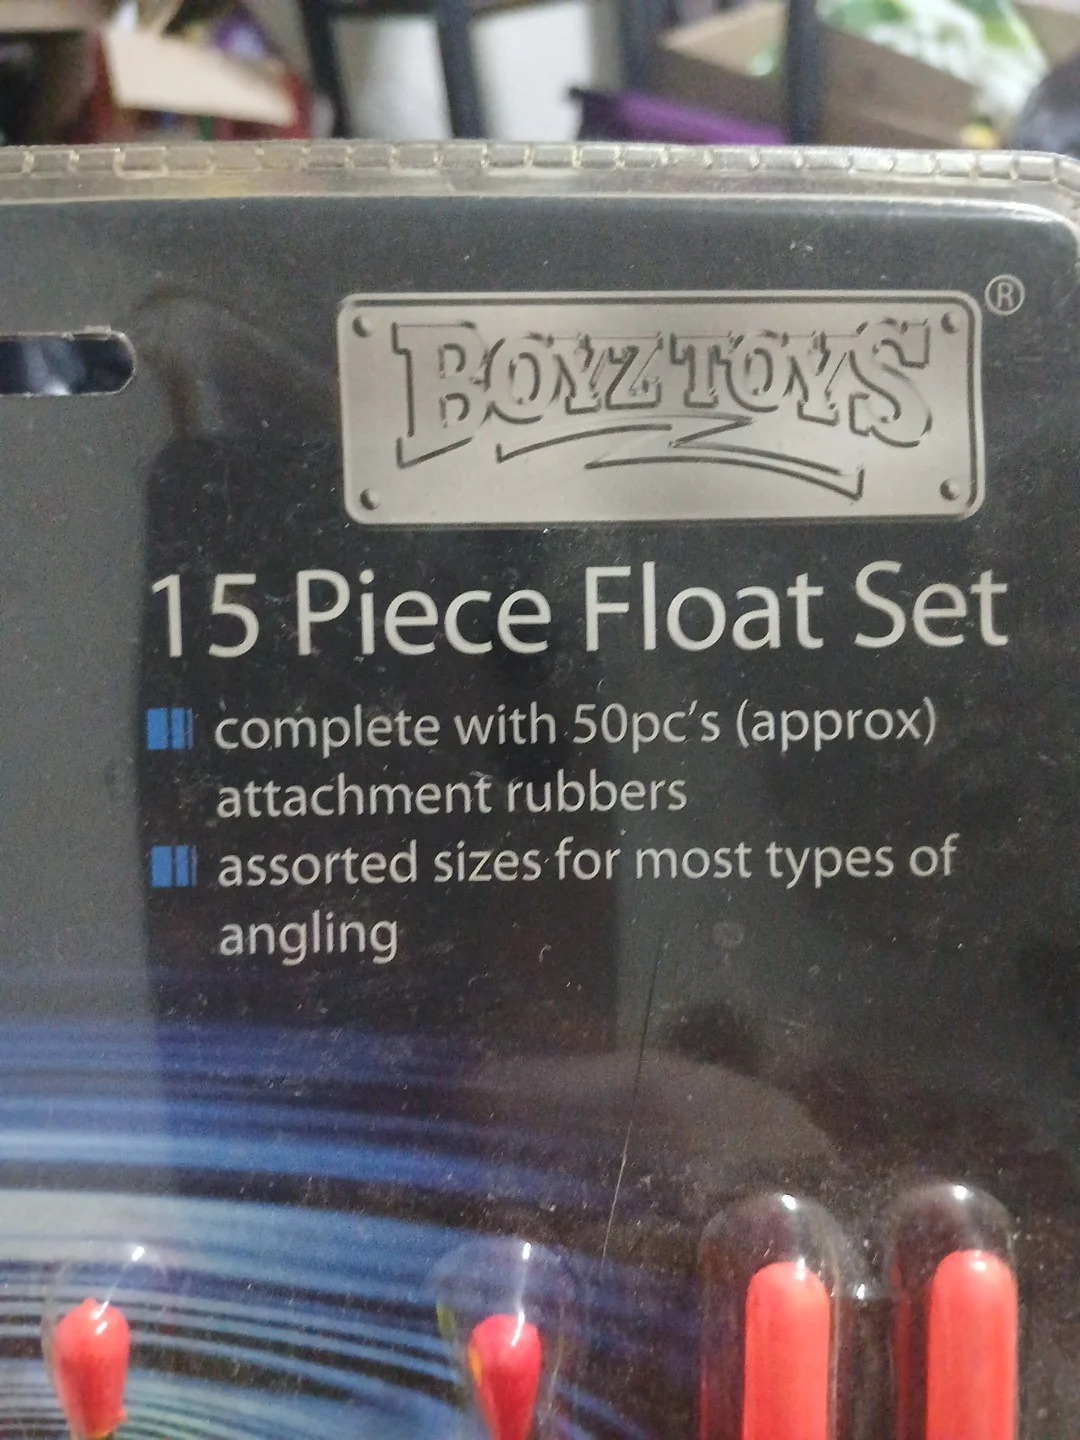 BOYZ TOYS ®
15 Piece Float Set
complete with 50pc's (approx)
attachment rubbers
assorted sizes for most types of
angling